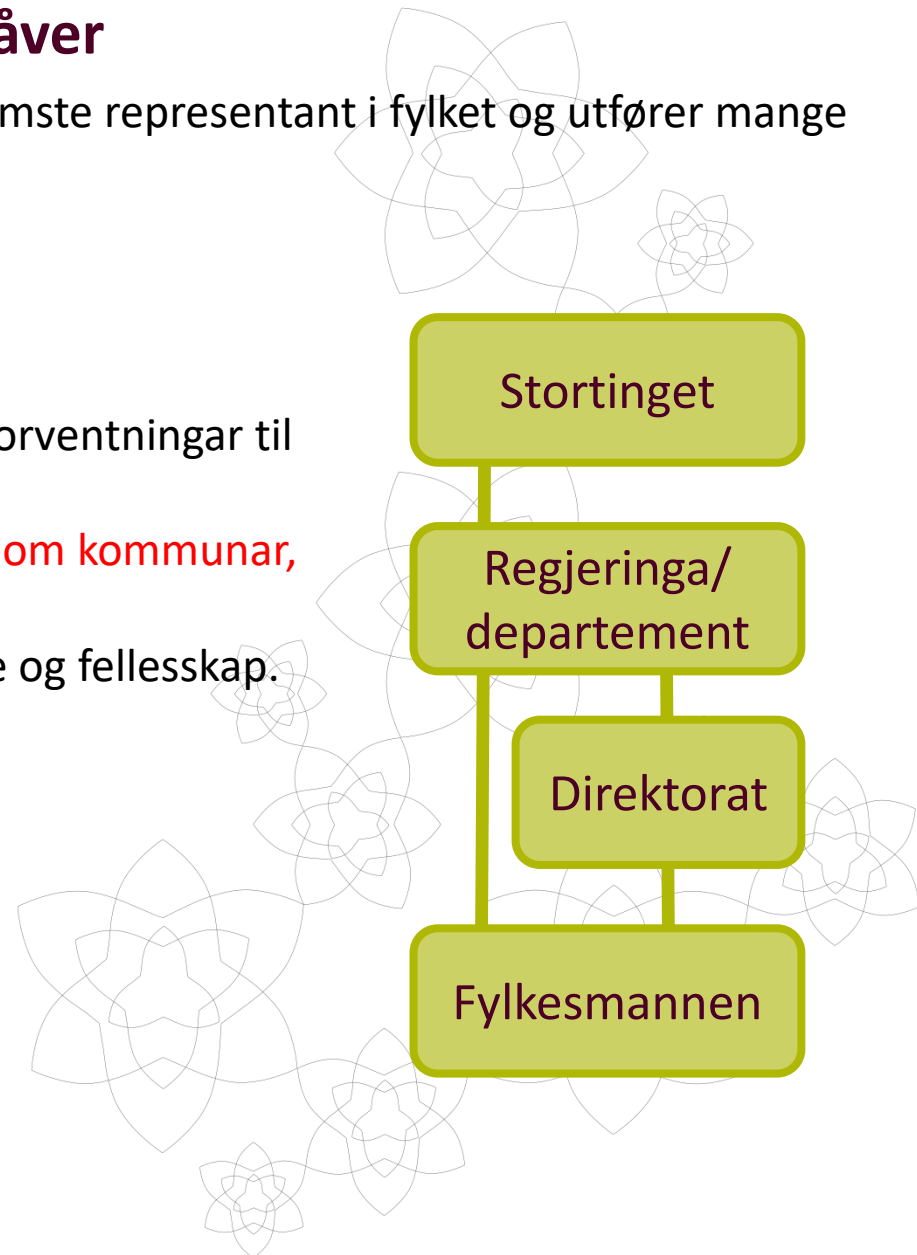 åver
mste representant i fylket og utfører mange
orventningar til
om kommunar,
e og fellesskap.
Stortinget
Regjeringa/
departement
Direktorat
Fylkesmannen